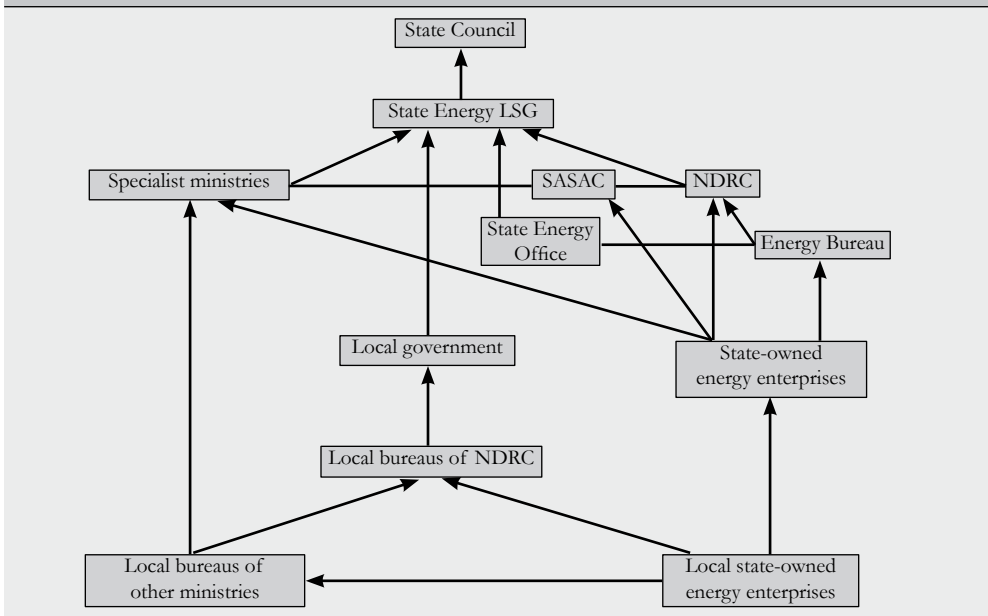 State Council
State Energy LSG
Specialist ministries
SASAC
NDRC
State Energy
Office
Energy Bureau
Local government
State-owned
energy enterprises
Local bureaus of NDRC
Local bureaus of
other ministries
Local state-owned
energy enterprises